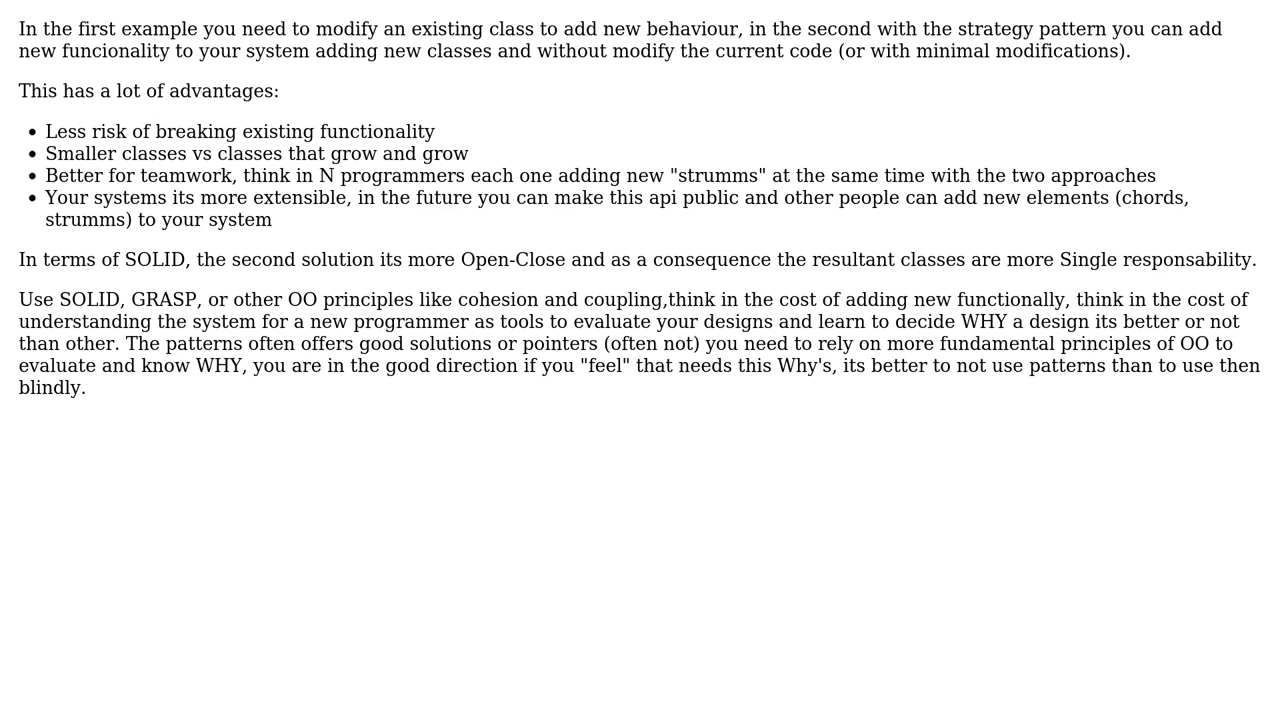 In the first example you need to modify an existing class to add new behaviour, in the second with the strategy pattern you can add
new funcionality to your system adding new classes and without modify the current code (or with minimal modifications).
This has a lot of advantages:
• Less risk of breaking existing functionality
• Smaller classes vs classes that grow and grow
• Better for teamwork, think in N programmers each one adding new "strumms" at the same time with the two approaches
• Your systems its more extensible, in the future you can make this api public and other people can add new elements (chords,
strumms) to your system
In terms of SOLID, the second solution its more Open-Close and as a consequence the resultant classes are more Single responsability.
Use SOLID, GRASP, or other OO principles like cohesion and coupling,think in the cost of adding new functionally, think in the cost of
understanding the system for a new programmer as tools to evaluate your designs and learn to decide WHY a design its better or not
than other. The patterns often offers good solutions or pointers (often not) you need to rely on more fundamental principles of OO to
evaluate and know WHY, you are in the good direction if you "feel" that needs this Why's, its better to not use patterns than to use then
blindly.